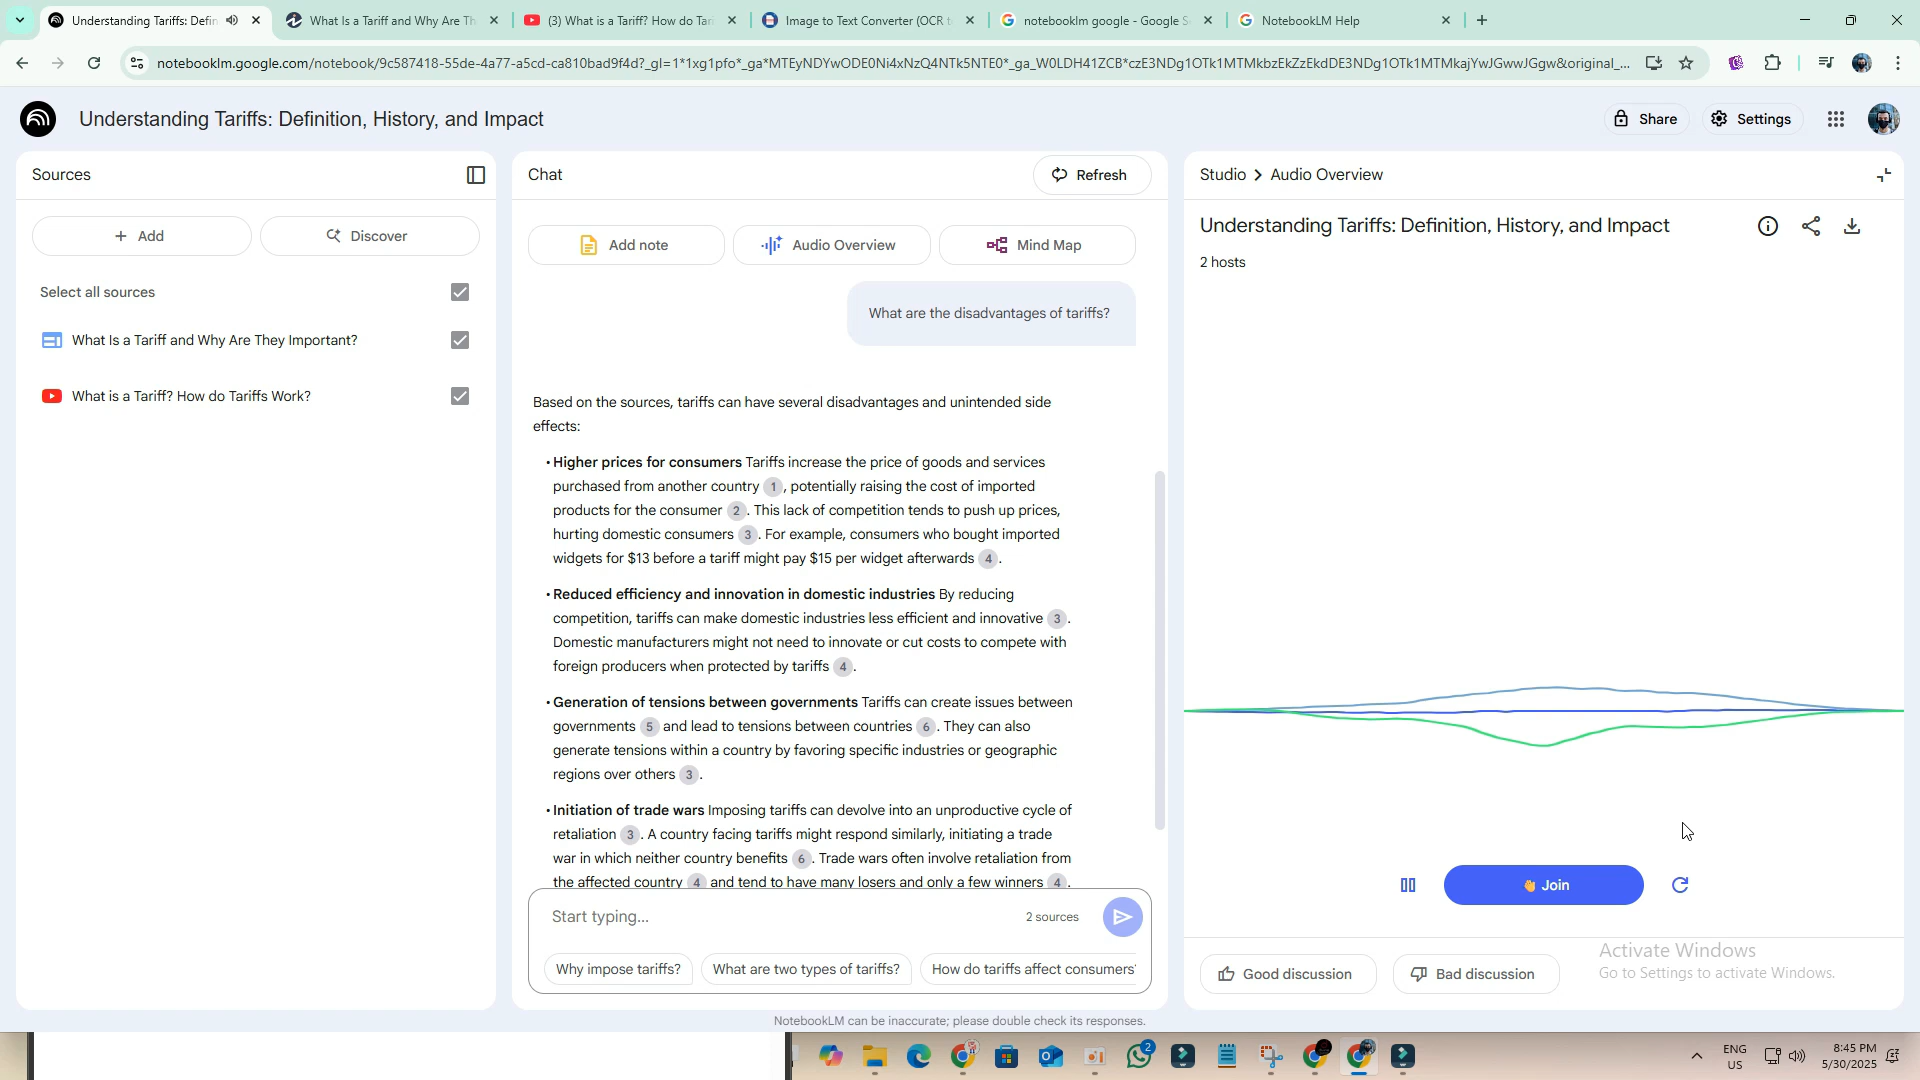 Understanding Tariffs: Defin
What Is a Tariff and Why Are Th
(3) What is a Tariff? How do Tar
Image to Text Converter (OCR t
notebooklm google - Google S
NotebookLM Help
notebooklm.google.com/notebook/9c587418-55de-4a77-a5cd-ca810bad9f4d?_gl=1*1xg1pfo*_ga*MTEyNDYwODE0Ni4xNzQ4NTk5NTE0*_ga_W0LDH41ZCB*czE3NDg1OTk1MTMkbzEkZzEkdDE3NDg1OTk1MTMkajYwJGwwJGgw&original_...
Understanding Tariffs: Definition, History, and Impact
Share
Settings
Sources
Add
Discover
Select all sources
What Is a Tariff and Why Are They Important?
What is a Tariff? How do Tariffs Work?
Chat
Refresh
Add note
Audio Overview
Mind Map
What are the disadvantages of tariffs?
Based on the sources, tariffs can have several disadvantages and unintended side
effects:
• Higher prices for consumers Tariffs increase the price of goods and services
purchased from another country 1, potentially raising the cost of imported
products for the consumer 2. This lack of competition tends to push up prices,
hurting domestic consumers 3. For example, consumers who bought imported
widgets for $13 before a tariff might pay $15 per widget afterwards 4.
• Reduced efficiency and innovation in domestic industries By reducing
competition, tariffs can make domestic industries less efficient and innovative 3.
Domestic manufacturers might not need to innovate or cut costs to compete with
foreign producers when protected by tariffs 4.
• Generation of tensions between governments Tariffs can create issues between
governments 5 and lead to tensions between countries 6. They can also
generate tensions within a country by favoring specific industries or geographic
regions over others 3.
• Initiation of trade wars Imposing tariffs can devolve into an unproductive cycle of
retaliation 3. A country facing tariffs might respond similarly, initiating a trade
war in which neither country benefits 6. Trade wars often involve retaliation from
the affected country 4 and tend to have many losers and only a few winners 4.
Start typing...
2 sources
Why impose tariffs?
What are two types of tariffs?
How do tariffs affect consumers?
NotebookLM can be inaccurate; please double check its responses.
Studio > Audio Overview
Understanding Tariffs: Definition, History, and Impact
2 hosts
Join
Good discussion
Bad discussion
Activate Windows
Go to Settings to activate Windows.
2
ENG
US
8:45 PM
5/30/2025